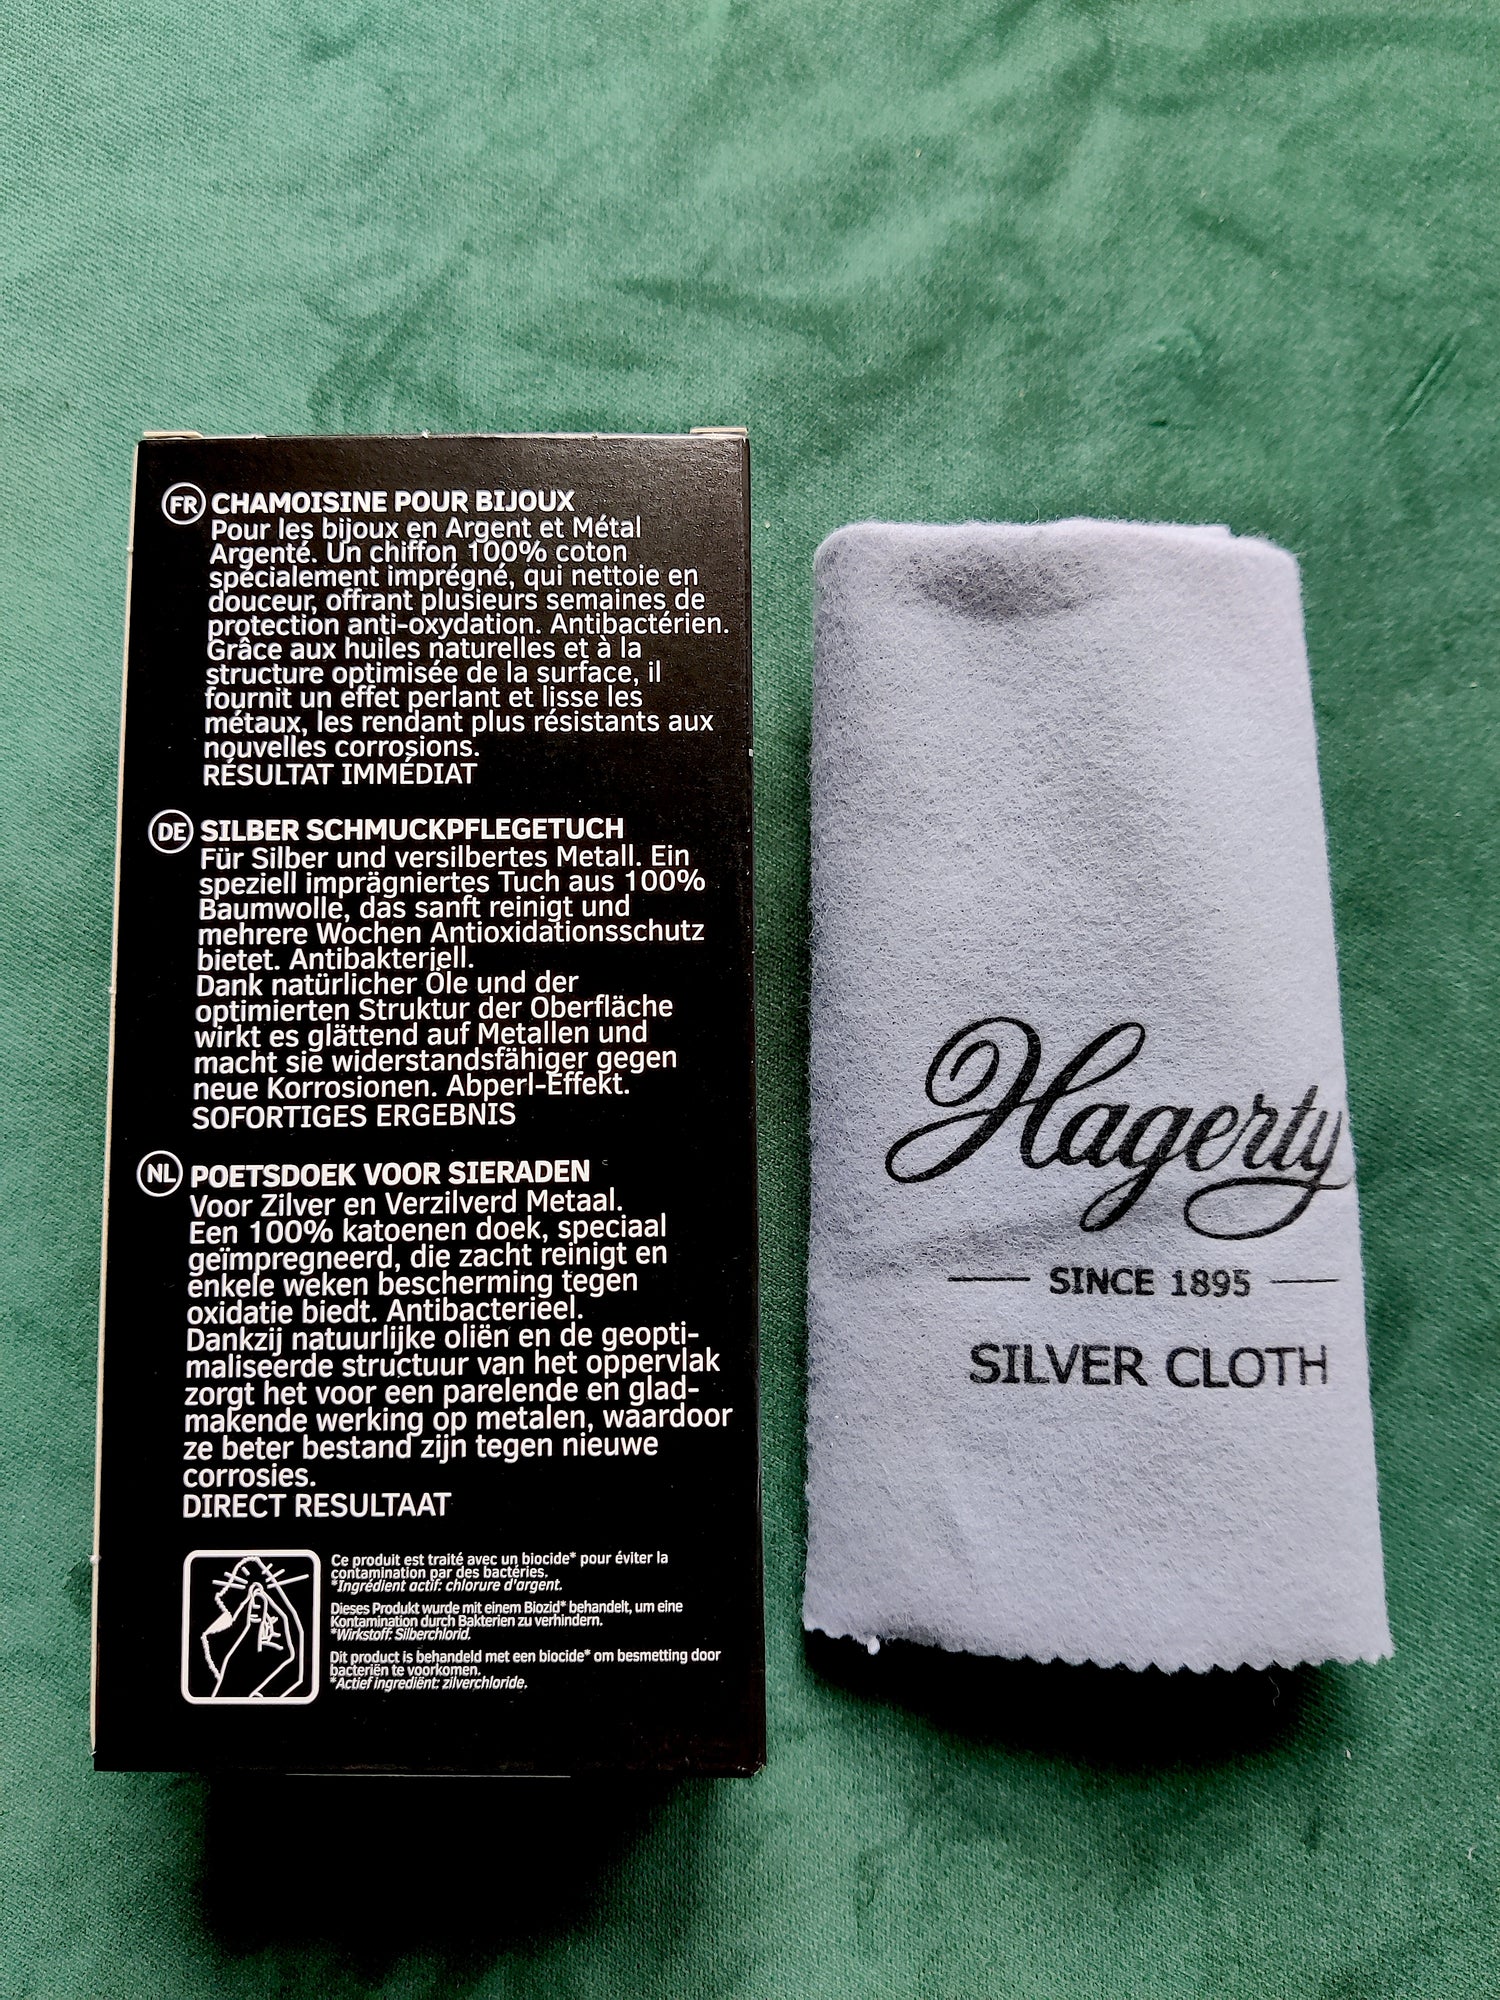 FR CHAMOISINE POUR BIJOUX
Pour les bijoux en Argent et Métal
Argenté. Un chiffon 100% coton
spécialement imprégné, qui nettoie en
douceur, offrant plusieurs semaines de
protection anti-oxydation. Antibactérien.
Grâce aux huiles naturelles et à la
structure optimisée de la surface, il
fournit un effet perlant et lisse les
métaux, les rendant plus résistants aux
nouvelles corrosions.
RÉSULTAT IMMÉDIAT
DE SILBER SCHMUCKPFLEGETUCH
Für Silber und versilbertes Metall. Ein
speziell imprägniertes Tuch aus 100%
Baumwolle, das sanft reinigt und
mehrere Wochen Antioxidationsschutz
bietet. Antibakteriell.
Dank natürlicher Öle und der
optimierten Struktur der Oberfläche
wirkt es glättend auf Metallen und
macht sie widerstandsfähiger gegen
neue Korrosionen. Abperl-Effekt.
SOFORTIGES ERGEBNIS
NL POETSDOEK VOOR SIERADEN
Voor Zilver en Verzilverd Metaal.
Een 100% katoenen doek, speciaal
geïmpregneerd, die zacht reinigt en
enkele weken bescherming tegen
oxidatie biedt. Antibacterieel.
Dankzij natuurlijke oliën en de geopti-
maliseerde structuur van het oppervlak
zorgt het voor een parelende en glad-
makende werking op metalen, waardoor
ze beter bestand zijn tegen nieuwe
corrosies.
DIRECT RESULTAAT
Ce produit est traité avec un biocide* pour éviter la
contamination par des bactéries.
*Ingrédient actif: chlorure d'argent.
Dieses Produkt wurde mit einem Biozid* behandelt, um eine
Kontamination durch Bakterien zu verhindern.
*Wirkstoff: Silberchlorid.
Dit product is behandeld met een biocide* om besmetting door
bacteriën te voorkomen.
*Actief ingrediënt: zilverchloride.
Hagerty
SINCE 1895
SILVER CLOTH